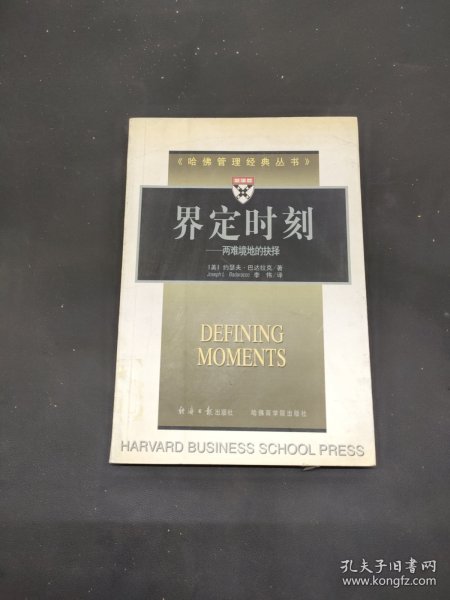 《哈佛管理经典丛书》
界定时刻
——两难境地的抉择
〔美〕约瑟夫·巴达拉克/著
Joseph L Badaracco 李伟/译
DEFINING
MOMENTS
经济日报出版社 哈佛商学院出版社
HARVARD BUSINESS SCHOOL PRESS
孔夫子旧书网
www.kongfz.com